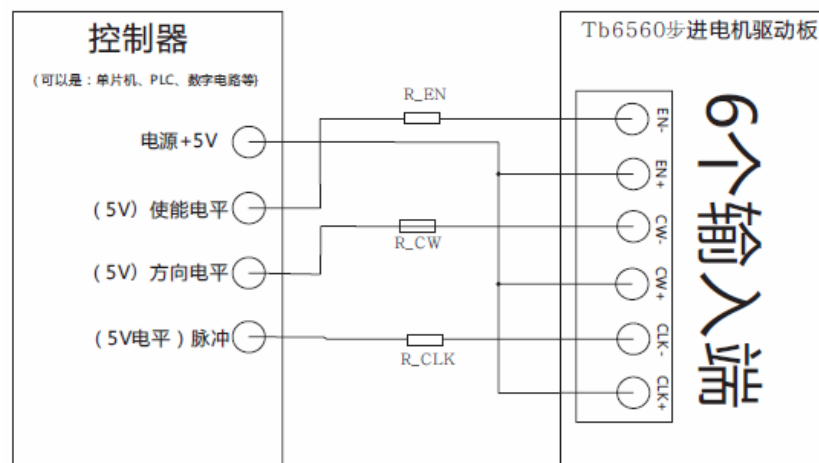 控制器
(可以是：单片机、PLC、数字电路等)
电源+5V
（5V）使能电平
（5V）方向电平
（5V电平）脉冲
R_EN
R_CW
R_CLK
Tb6560步进电机驱动板
EN-
EN+
CW-
CW+
CLK-
CLK+
6个输入端